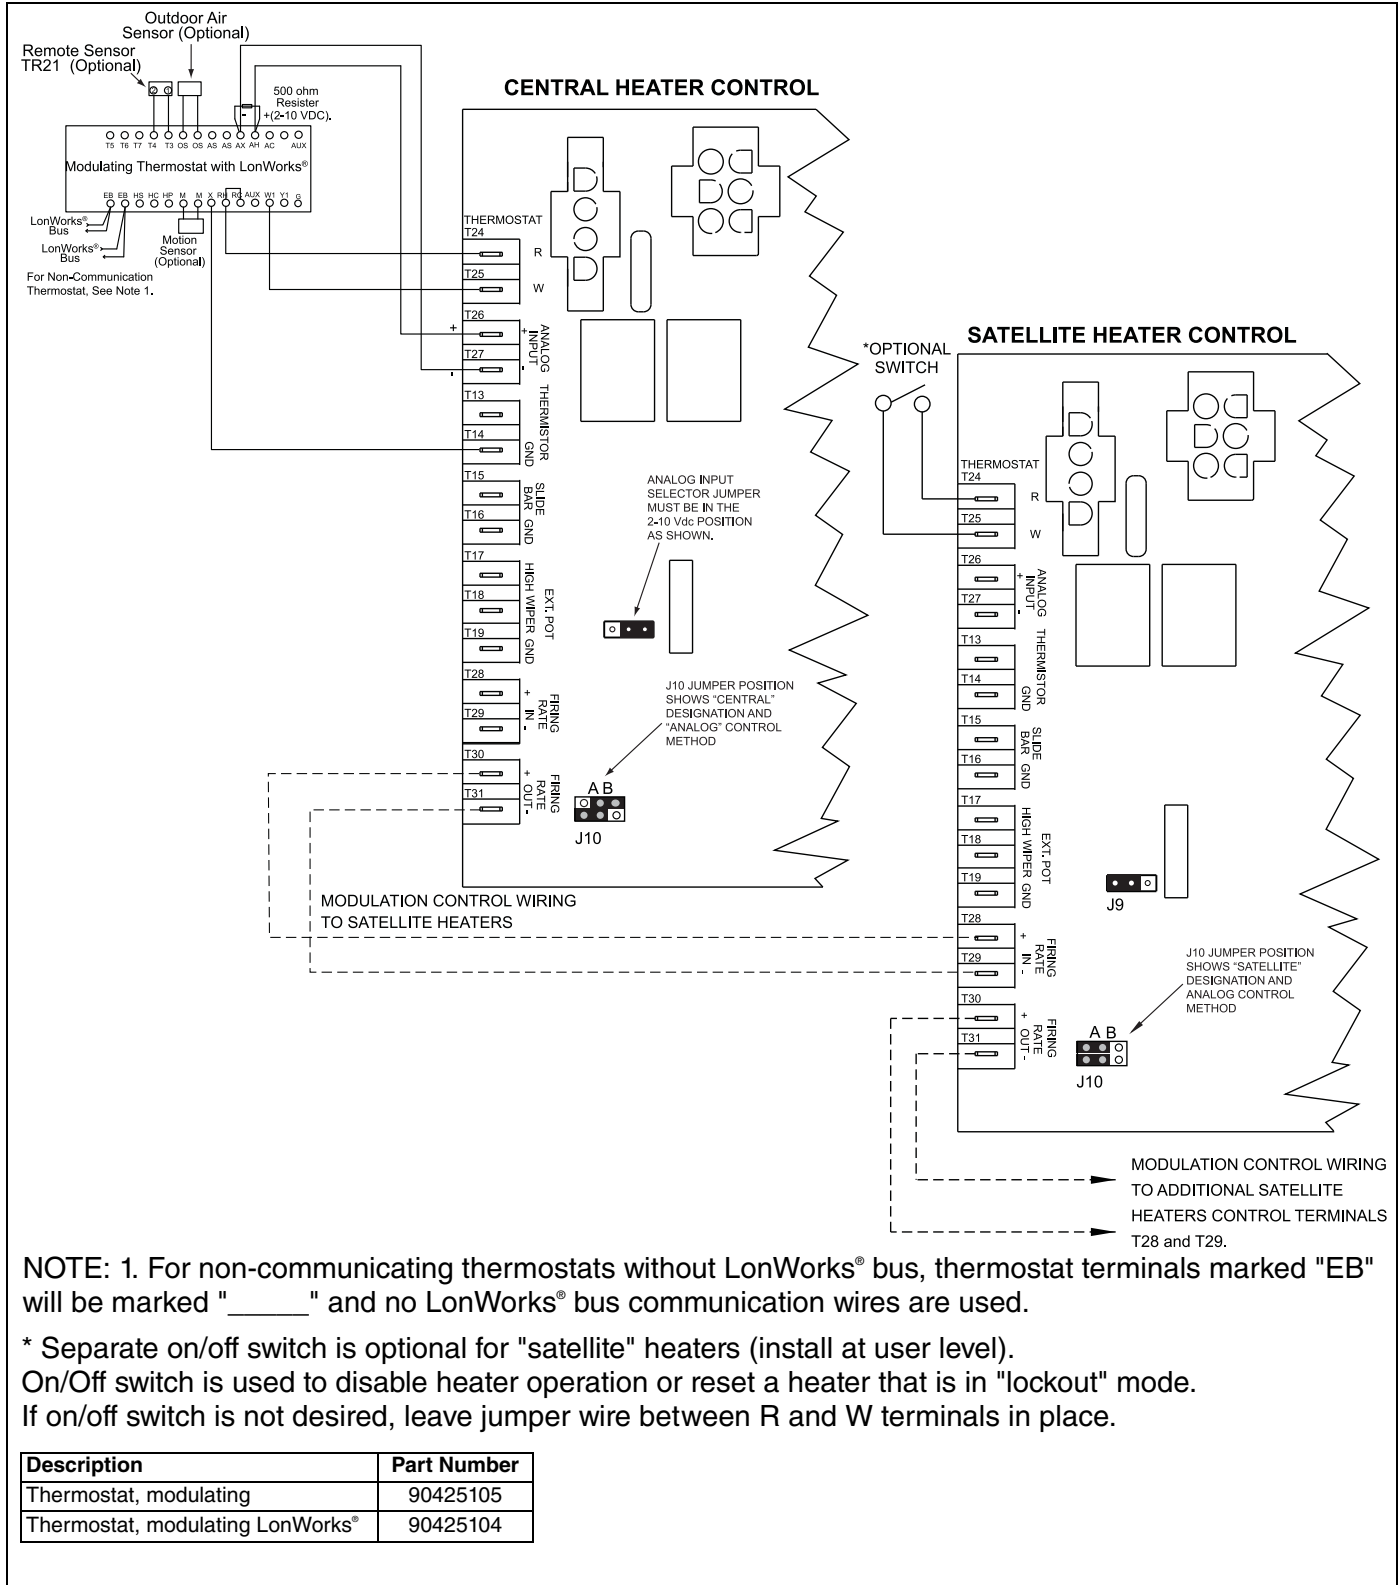 Outdoor Air
Sensor (Optional)
Remote Sensor
TR21 (Optional)
500 ohm
Resister
- +(2-10 VDC).
T5 T6 T7 T4 T3 OS OS AS AS AX AH AC AUX
Modulating Thermostat with LonWorks®
EB EB HS HC HP M M X RH RC AUX W1 Y1 G
LonWorks®
Bus
LonWorks®
Bus
Motion
Sensor
(Optional)
For Non-Communication
Thermostat, See Note 1.
CENTRAL HEATER CONTROL
THERMOSTAT
T24
R
T25
W
T26
+
T27
-
ANALOG
INPUT
+ -
T13
T14
THERMISTOR
GND
T15
T16
SLIDE
BAR GND
T17
T18
T19
EXT. POT
HIGH WIPER GND
T28
T29
FIRING
RATE
+ IN -
T30
T31
FIRING
RATE
+ OUT -
ANALOG INPUT
SELECTOR JUMPER
MUST BE IN THE
2-10 Vdc POSITION
AS SHOWN.
J10 JUMPER POSITION
SHOWS “CENTRAL”
DESIGNATION AND
“ANALOG” CONTROL
METHOD
A B
J10
MODULATION CONTROL WIRING
TO SATELLITE HEATERS
SATELLITE HEATER CONTROL
*OPTIONAL
SWITCH
THERMOSTAT
T24
R
T25
W
T26
T27
ANALOG
INPUT
+ -
T13
T14
THERMISTOR
GND
T15
T16
SLIDE
BAR GND
T17
T18
T19
EXT. POT
HIGH WIPER GND
J9
T28
T29
FIRING
RATE
+ IN -
T30
T31
FIRING
RATE
+ OUT -
J10 JUMPER POSITION
SHOWS “SATELLITE”
DESIGNATION AND
ANALOG CONTROL
METHOD
A B
J10
MODULATION CONTROL WIRING
TO ADDITIONAL SATELLITE
HEATERS CONTROL TERMINALS
T28 and T29.
NOTE: 1. For non-communicating thermostats without LonWorks® bus, thermostat terminals marked "EB"
will be marked "_____" and no LonWorks® bus communication wires are used.
* Separate on/off switch is optional for "satellite" heaters (install at user level).
On/Off switch is used to disable heater operation or reset a heater that is in "lockout" mode.
If on/off switch is not desired, leave jumper wire between R and W terminals in place.
Description Part Number
Thermostat, modulating 90425105
Thermostat, modulating LonWorks® 90425104